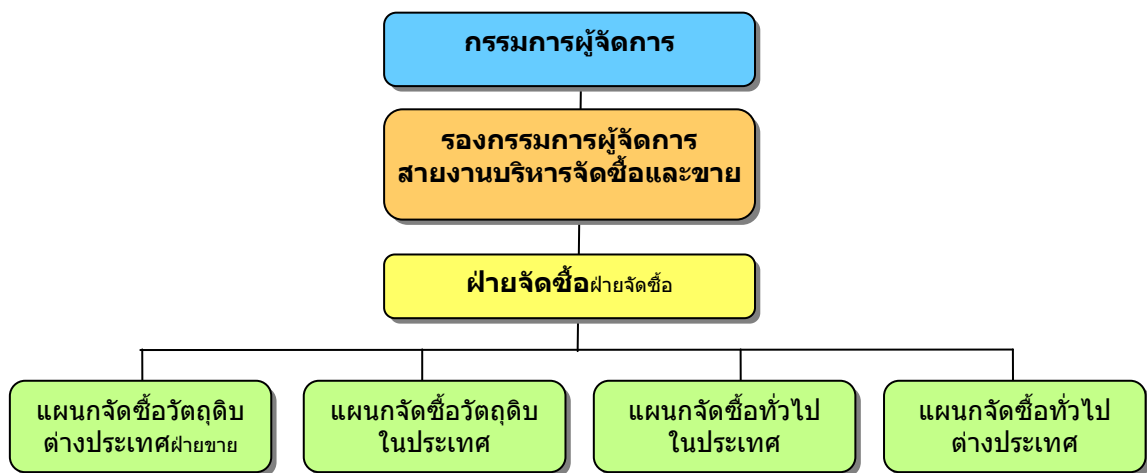 กรรมการผู้จัดการ
รองกรรมการผู้จัดการ
สายงานบริหารจัดซื้อและขาย
ฝ่ายจัดซื้อฝ่ายจัดซื้อ
แผนกจัดซื้อวัตถุดิบ
ต่างประเทศฝ่ายขาย
แผนกจัดซื้อวัตถุดิบ
ในประเทศ
แผนกจัดซื้อทั่วไป
ในประเทศ
แผนกจัดซื้อทั่วไป
ต่างประเทศ